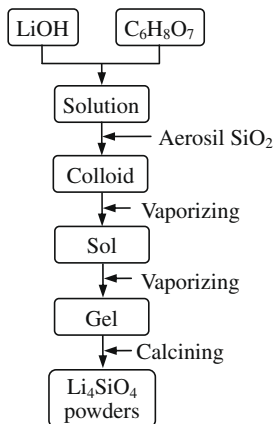 LiOH
C₆H₈O₇
Solution
Aerosil SiO₂
Colloid
Vaporizing
Sol
Vaporizing
Gel
Calcining
Li₄SiO₄
powders